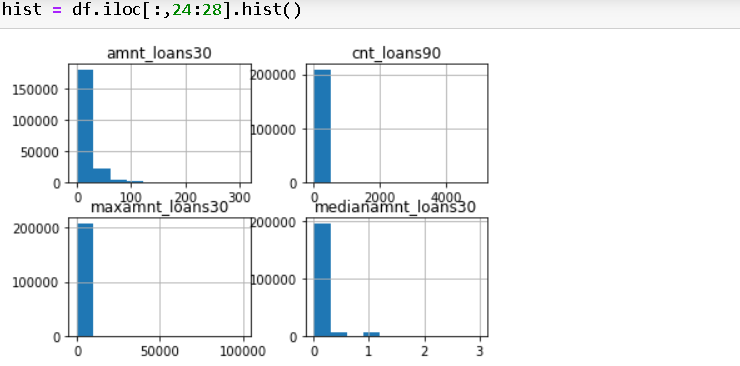 hist = df.iloc[:,24:28].hist()
amnt_loans30 cnt_loans90
150000 200000
100000 100000
50000
0 0
0 100 200 300 0 2000 4000
maxamnt_loans30 medianamnt_loans30
200000 200000
100000 100000
0 0
0 50000 100000 0 1 2 3